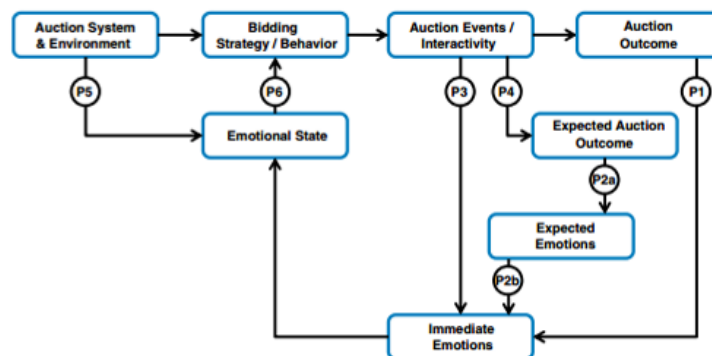 Auction System
& Environment
Bidding
Strategy / Behavior
Auction Events /
Interactivity
Auction
Outcome
P5
P6
P3
P4
P1
Emotional State
Expected Auction
Outcome
P2a
Expected
Emotions
P2b
Immediate
Emotions